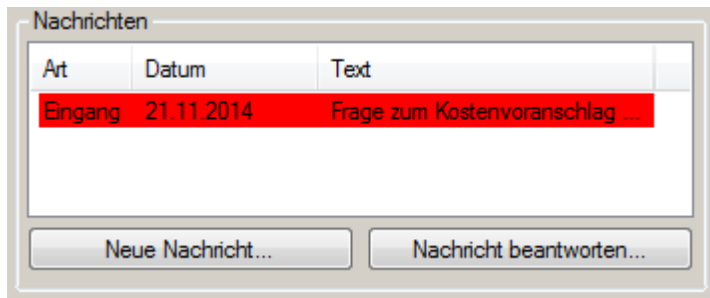 Nachrichten
Art Datum Text
Eingang 21.11.2014 Frage zum Kostenvoranschlag ...
Neue Nachricht... Nachricht beantworten...